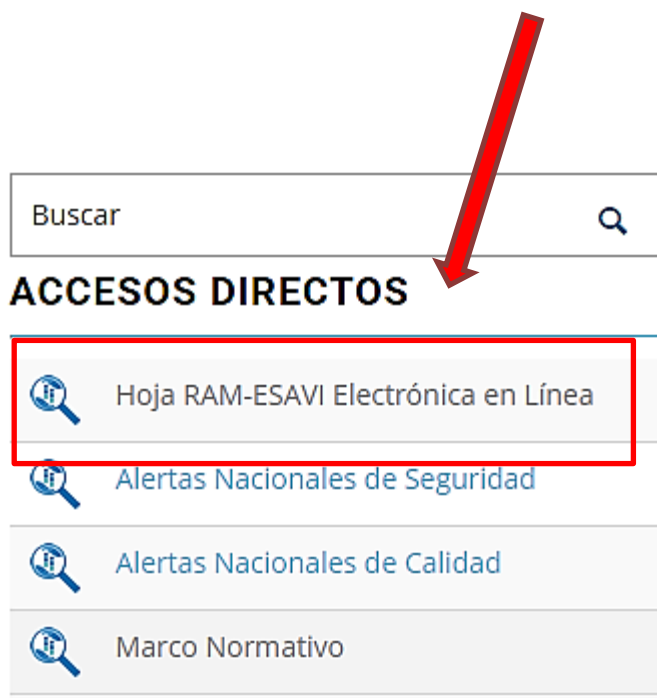 Buscar
ACCESOS DIRECTOS
Hoja RAM-ESAVI Electrónica en Línea
Alertas Nacionales de Seguridad
Alertas Nacionales de Calidad
Marco Normativo